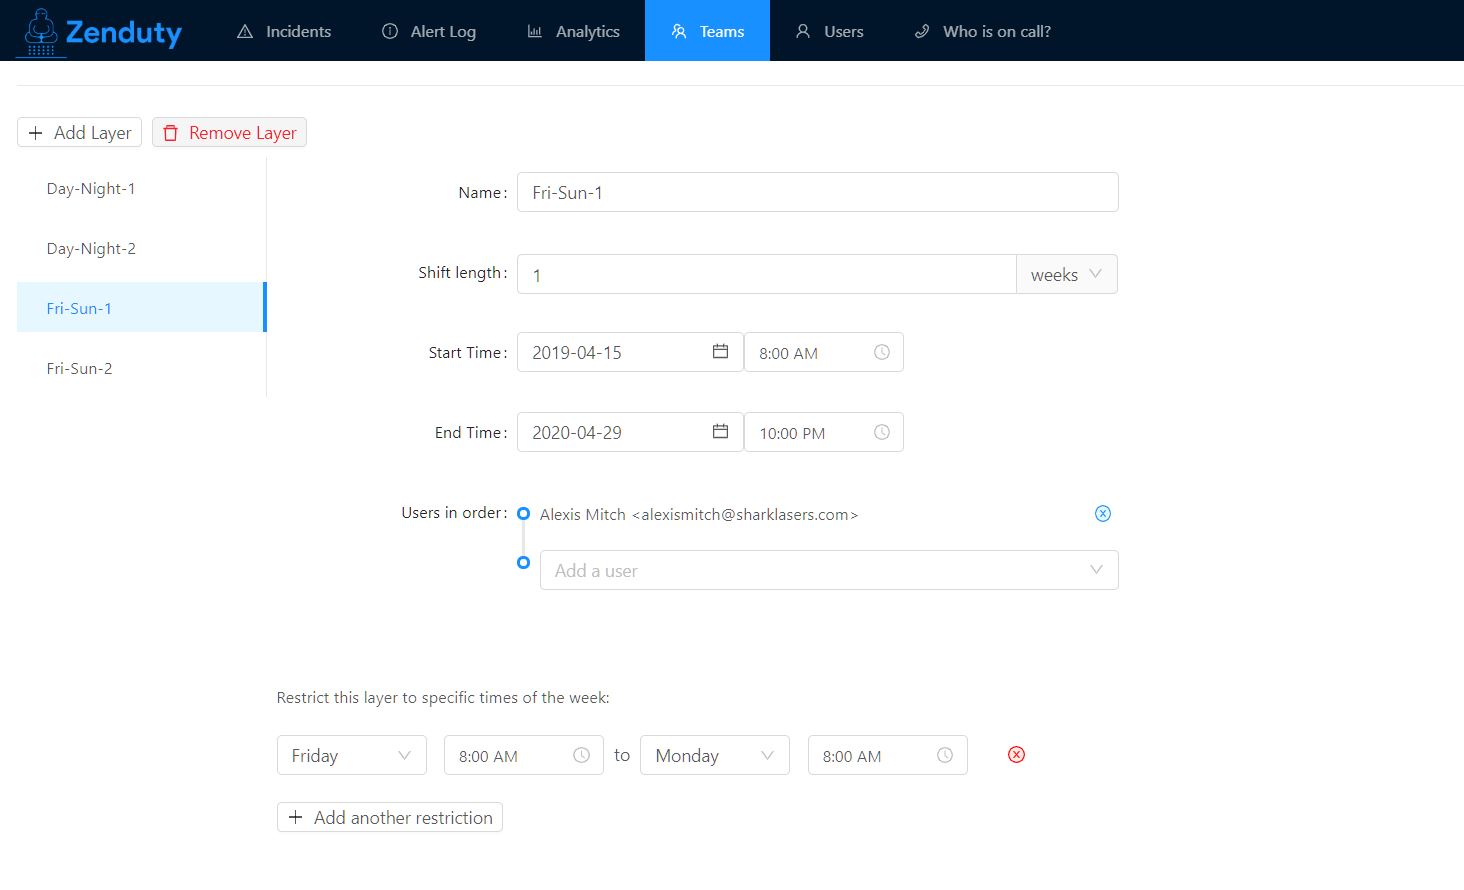 Zenduty Incidents Alert Log Analytics Teams Users Who is on call?
Add Layer Remove Layer
Day-Night-1
Day-Night-2
Fri-Sun-1
Fri-Sun-2
Name: Fri-Sun-1
Shift length: 1 weeks
Start Time: 2019-04-15 8:00 AM
End Time: 2020-04-29 10:00 PM
Users in order: Alexis Mitch <alexismitch@sharklasers.com>
Add a user
Restrict this layer to specific times of the week:
Friday 8:00 AM to Monday 8:00 AM
Add another restriction